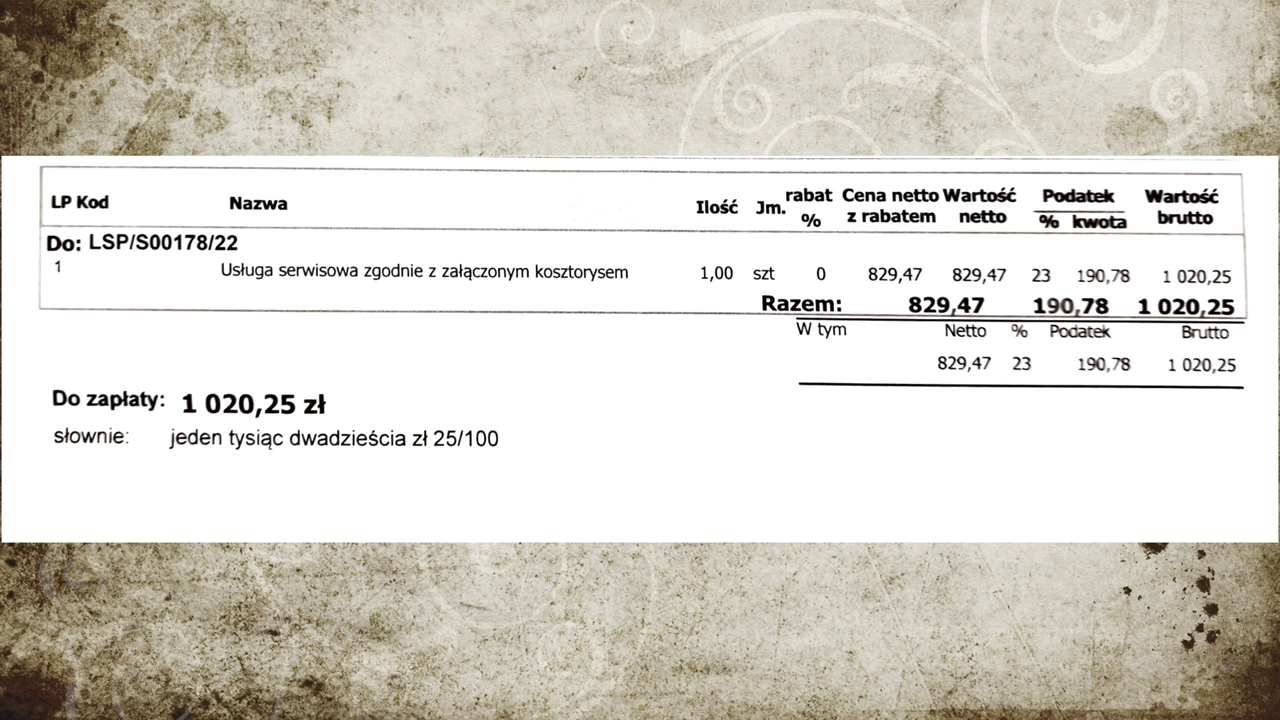 LP Kod Nazwa Ilość Jm. rabat % Cena netto z rabatem Wartość netto Podatek % kwota Wartość brutto
Do: LSP/S00178/22
1 Usługa serwisowa zgodnie z załączonym kosztorysem 1,00 szt 0 829,47 829,47 23 190,78 1 020,25
Razem: 829,47 190,78 1 020,25
W tym Netto % Podatek Brutto
829,47 23 190,78 1 020,25
Do zapłaty: 1 020,25 zł
słownie: jeden tysiąc dwadzieścia zł 25/100